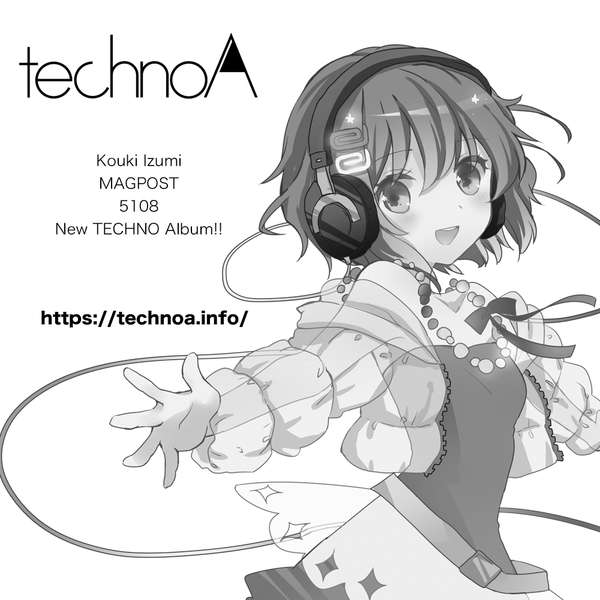 technoA
Kouki Izumi
MAGPOST
5108
New TECHNO Album!!
https://technoa.info/